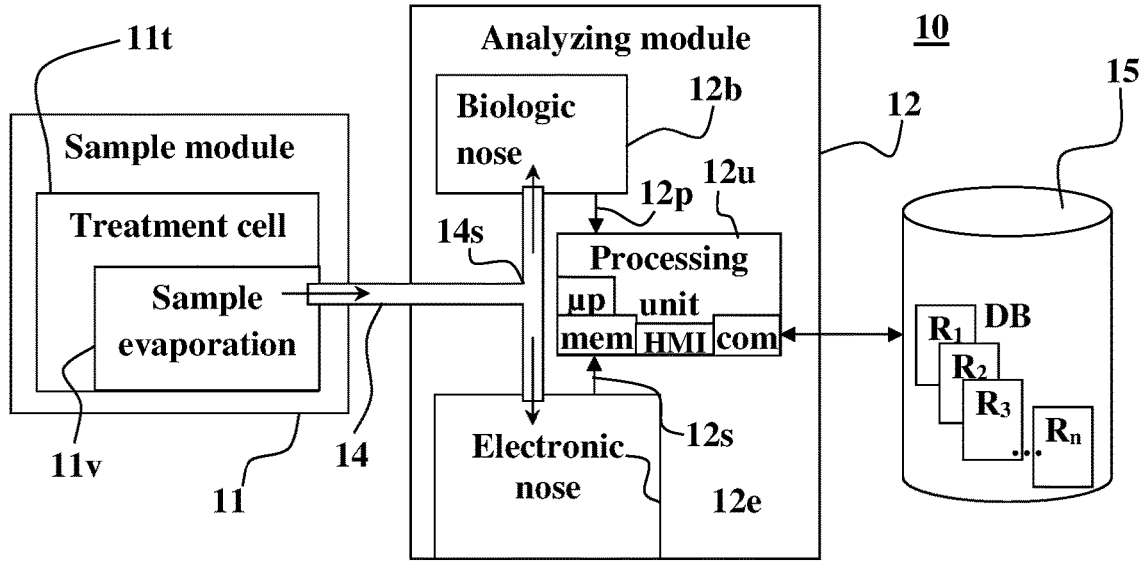 11t
Analyzing module
10
15
Sample module
Biologic
nose
12b
12
Treatment cell
12p
12u
14s
Processing
unit
Sample
evaporation
µp
mem
HMI
com
DB
R1
R2
R3
...
Rn
11v
11
14
Electronic
nose
12s
12e